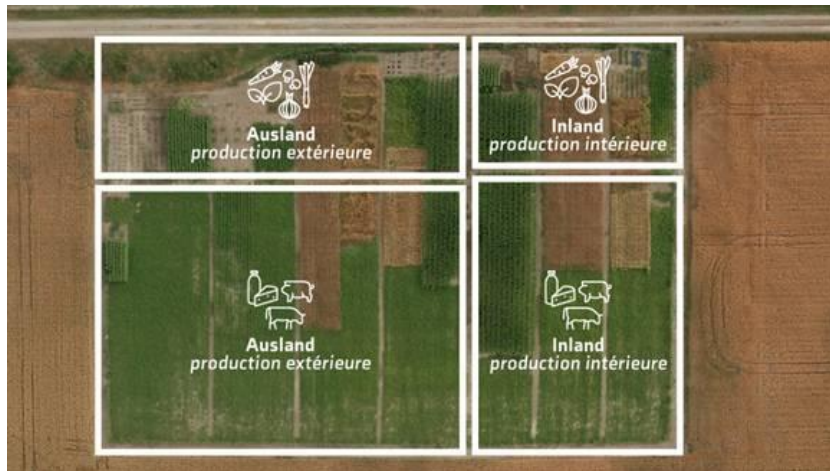 Ausland
production extérieure
Inland
production intérieure
Ausland
production extérieure
Inland
production intérieure